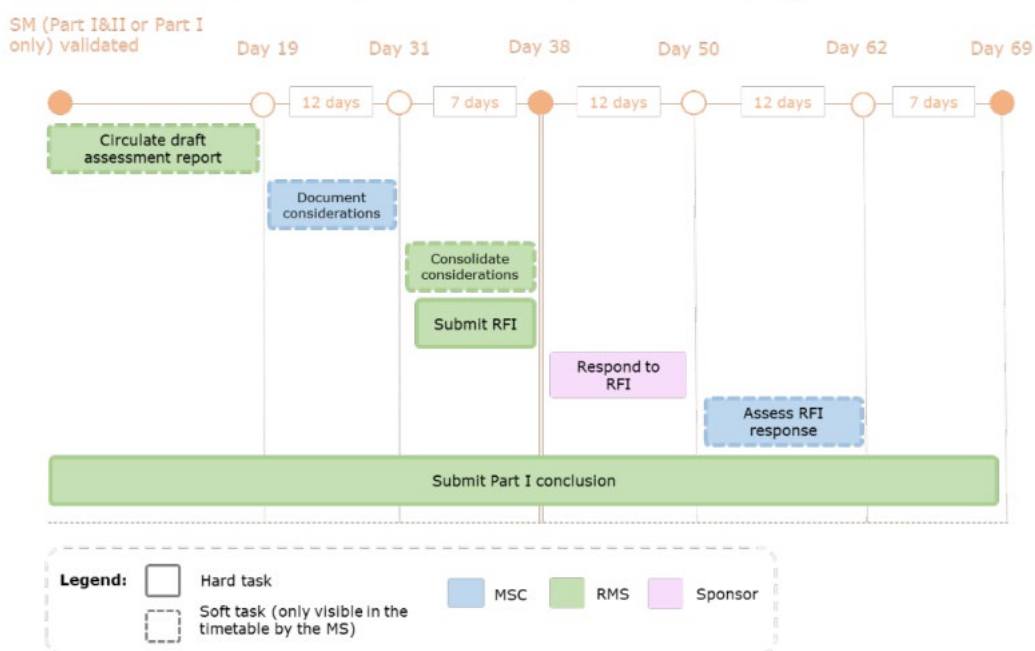 SM (Part I&II or Part I
only) validated
Day 19
Day 31
Day 38
Day 50
Day 62
Day 69
12 days
7 days
12 days
12 days
7 days
Circulate draft
assessment report
Document
considerations
Consolidate
considerations
Submit RFI
Respond to
RFI
Assess RFI
response
Submit Part I conclusion
Legend:
Hard task
Soft task (only visible in the
timetable by the MS)
MSC
RMS
Sponsor